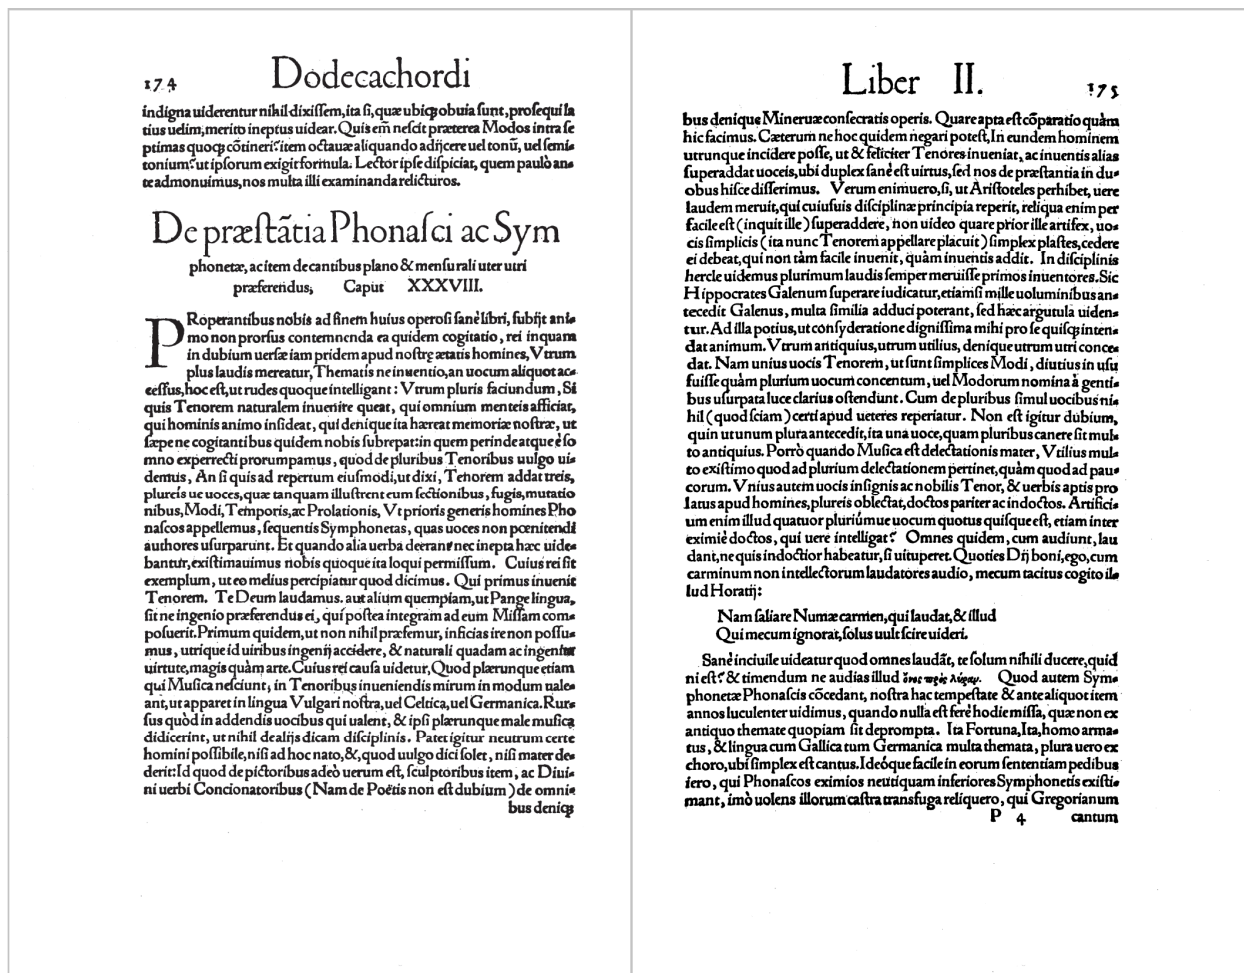 174
Dodecachordi
indigna uiderentur nihil dixiſſem, ita ſi, quæ ubiqꝫ obuia ſunt, proſequi la
tius uelim, merito ineptus uidear. Quis em̄ neſcit præterea Modos intra ſe
ptimas quoqꝫ cōtineri? item octauæ aliquando adijcere uel tonū, uel ſemi⸗
tonium? ut ipſorum exigit formula. Lector ipſe diſpiciat, quem paulò an⸗
te admonuimus, nos multa illi examinanda relicturos.
De præſtãtia Phonaſci ac Sym
phonetæ, ac item de cantibus plano & menſurali uter utri
præferendus, Caput XXXVIII.
PRoperantibus nobis ad finem huius operoſi ſanè libri, ſubijt ani⸗
mo non prorſus contemnenda ea quidem cogitatio, rei inquam
in dubium uerſæ iam pridem apud noſtrę ætatis homines, Vtrum
plus laudis mereatur, Thematis ne inuentio, an uocum aliquot ac⸗
ceſſus, hoc eſt, ut rudes quoque intelligant: Vtrum pluris faciundum, Si
quis Tenorem naturalem inuenire queat, qui omnium menteis afficiat,
qui hominis animo inſideat, qui denique ita hæreat memoriæ noſtræ, ut
ſæpe ne cogitantibus quidem nobis ſubrepat: in quem perinde atque è ſo
mno experrecti prorumpamus, quod de pluribus Tenoribus uulgo ui⸗
demus, An ſi quis ad repertum eiuſmodi, ut dixi, Tenorem addat treis,
plureis ue uoces, quæ tanquam illuſtrent eum ſectionibus, fugis, mutatio
nibus, Modi, Temporis, ac Prolationis, Vt prioris generis homines Pho
naſcos appellemus, ſequentis Symphonetas, quas uoces non pœnitendi
authores uſurparunt. Et quando alia uerba deerant nec inepta hæc uide⸗
bantur, exiſtimauimus nobis quoque ita loqui permiſſum. Cuius rei ſit
exemplum, ut eo melius percipiatur quod dicimus. Qui primus inuenit
Tenorem. Te Deum laudamus. aut alium quempiam, ut Pange lingua,
ſit ne ingenio præferendus ei, qui poſtea integram ad eum Miſſam com⸗
poſuerit. Primum quidem, ut non nihil præfemur, inficias ire non poſſu⸗
mus, utrique id uiribus ingenij accidere, & naturali quadam ac ingenita
uirtute, magis quàm arte. Cuius rei cauſa uidetur, Quod plærunque etiam
qui Muſica neſciunt, in Tenoribus inueniendis mirum in modum uale⸗
ant, ut apparet in lingua Vulgari noſtra, uel Celtica, uel Germanica. Rur⸗
ſus quòd in addendis uocibus qui ualent, & ipſi plærunque male muſica
didicerint, ut nihil de alijs dicam diſciplinis. Patet igitur neutrum certe
homini poſſibile, niſi ad hoc nato, &, quod uulgo dici ſolet, niſi mater de⸗
derit: Id quod de pictoribus adeò uerum eſt, ſculptoribus item, ac Diui⸗
ni uerbi Concionatoribus (Nam de Poëtis non eſt dubium) de omni⸗
bus deniqꝫ
Liber II.
175
bus denique Mineruæ conſecratis operis. Quare apta eſt cōparatio quàm
hic facimus. Cæterum ne hoc quidem negari poteſt, In eundem hominem
utrunque incidere poſſe, ut & feliciter Tenores inueniat, ac inuentis alias
ſuperaddat uoceis, ubi duplex ſanè eſt uirtus, ſed nos de præſtantia in du⸗
obus hiſce diſſerimus. Verum enimuero, ſi, ut Ariſtoteles perhibet, uere
laudem meruit, qui cuiuſuis diſciplinæ principia reperit, reliqua enim per
facile eſt (inquit ille) ſuperaddere, non uideo quare prior ille artifex, uo⸗
cis ſimplicis (ita nunc Tenorem appellare placuit) ſimplex plaſtes, cedere
ei debeat, qui non tàm facile inuenit, quàm inuentis addit. In diſciplinis
hercle uidemus plurimum laudis ſemper meruiſſe primos inuentores. Sic
Hippocrates Galenum ſuperare iudicatur, etiamſi mille uoluminibus an⸗
tecedit Galenus, multa ſimilia adduci poterant, ſed hæc argutula uiden⸗
tur. Ad illa potius, ut conſyderatione digniſſima mihi pro ſe quiſqꝫ inten⸗
dat animum. Vtrum antiquius, utrum utilius, denique utrum utri conce⸗
dat. Nam unius uocis Tenorem, ut ſunt ſimplices Modi, diutius in uſu
fuiſſe quàm plurium uocum concentum, uel Modorum nomina à genti⸗
bus uſurpata luce clarius oſtendunt. Cum de pluribus ſimul uocibus ni⸗
hil (quod ſciam) certi apud ueteres reperiatur. Non eſt igitur dubium,
quin ut unum plura antecedit, ita una uoce, quam pluribus canere ſit mul⸗
to antiquius. Porrò quando Muſica eſt delectationis mater, Vtilius mul⸗
to exiſtimo quod ad plurium delectationem pertinet, quàm quod ad pau⸗
corum. Vnius autem uocis inſignis ac nobilis Tenor, & uerbis aptis pro
latus apud homines, plureis oblectat, doctos pariter ac indoctos. Artifici⸗
um enim illud quatuor pluriúmue uocum quotus quiſque eſt, etiam inter
eximiè doctos, qui uere intelligat? Omnes quidem, cum audiunt, lau
dant, ne quis indoctior habeatur, ſi uituperet. Quoties Dij boni, ego, cum
carminum non intellectorum laudatores audio, mecum tacitus cogito il⸗
lud Horatij:
Nam ſaliare Numæ carmen, qui laudat, & illud
Qui mecum ignorat, ſolus uult ſcire uideri.
Sanè inciuile uideatur quod omnes laudāt, te ſolum nihili ducere, quid
ni eſt? & timendum ne audias illud ὄνος πρὸς λύραν. Quod autem Sym⸗
phonetæ Phonaſcis cōcedant, noſtra hac tempeſtate & ante aliquot item
annos luculenter uidimus, quando nulla eſt ferè hodie miſſa, quæ non ex
antiquo themate quopiam ſit deprompta. Ita Fortuna, Ita, homo arma⸗
tus, & lingua cum Gallica tum Germanica multa themata, plura uero ex
choro, ubi ſimplex eſt cantus. Ideóque facile in eorum ſententiam pedibus
iero, qui Phonaſcos eximios neutiquam inferiores Symphonetis exiſti⸗
mant, imò uolens illorum caſtra transfuga reliquero, qui Gregorianum
P 4 cantum